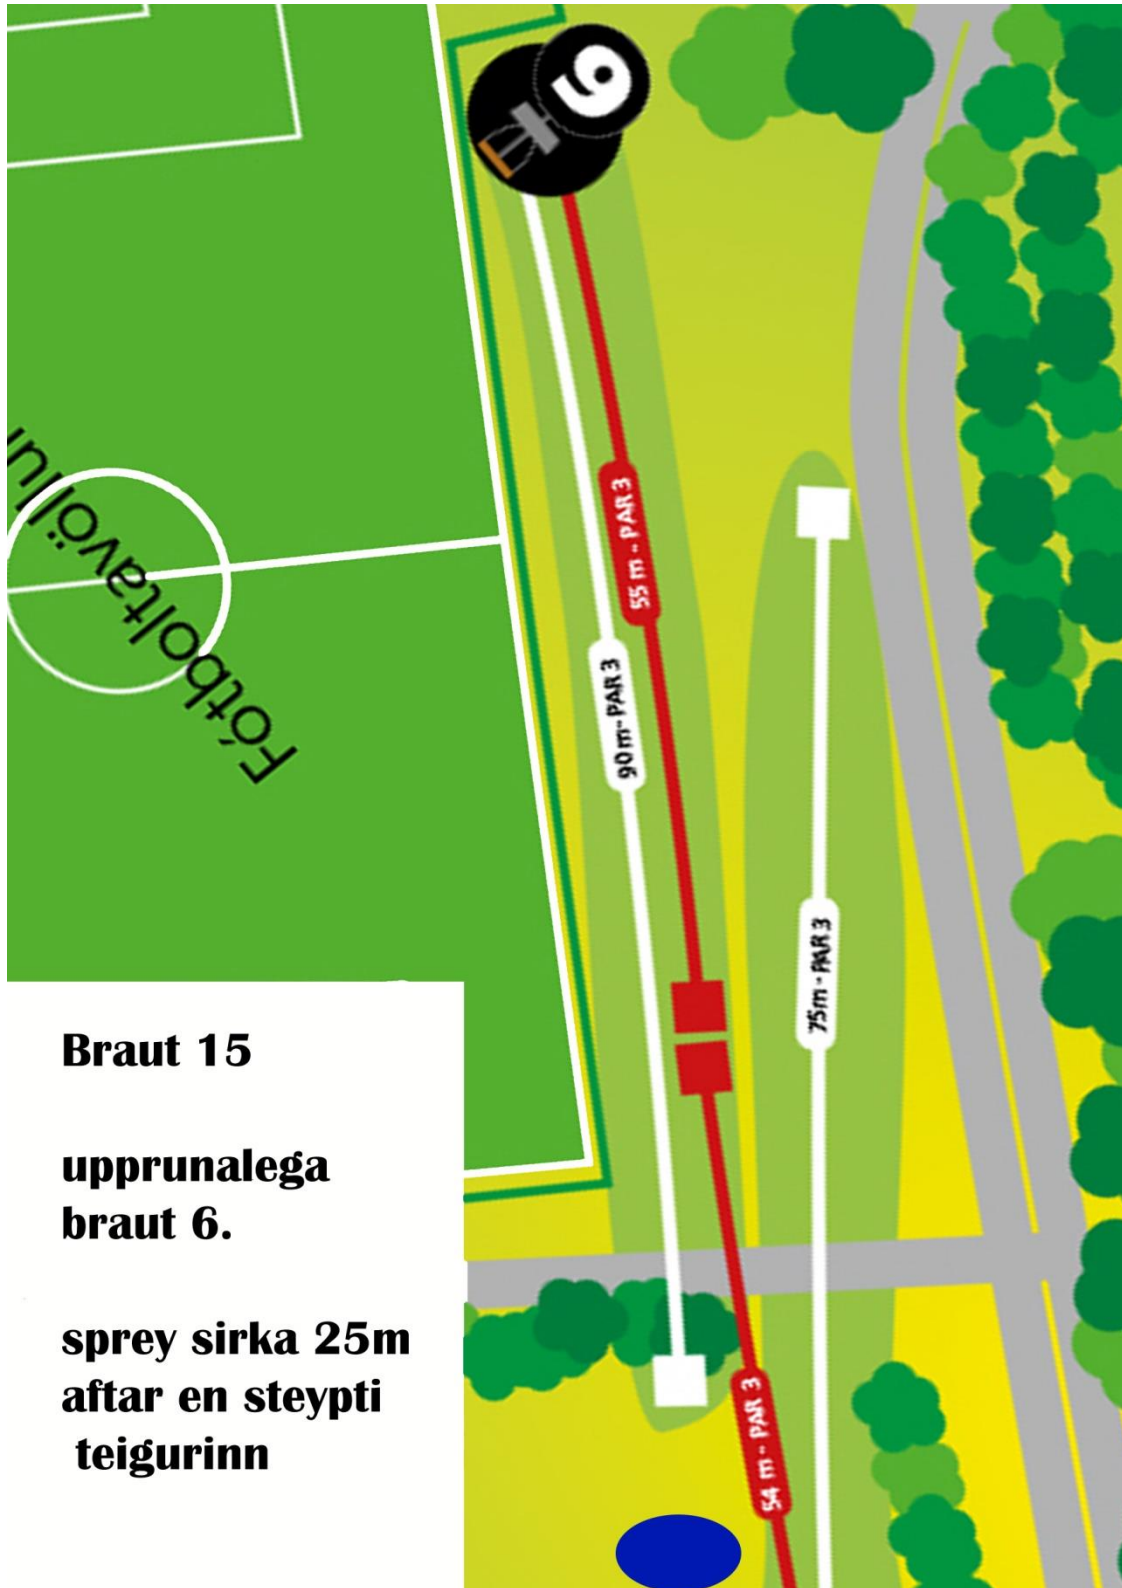 6
55 m - PAR 3
Fótboltavöllur
90m - PAR 3
75m - PAR 3
Braut 15
upprunalega
braut 6.
sprey sirka 25m
aftar en steypti
teigurinn
54 m - PAR 3